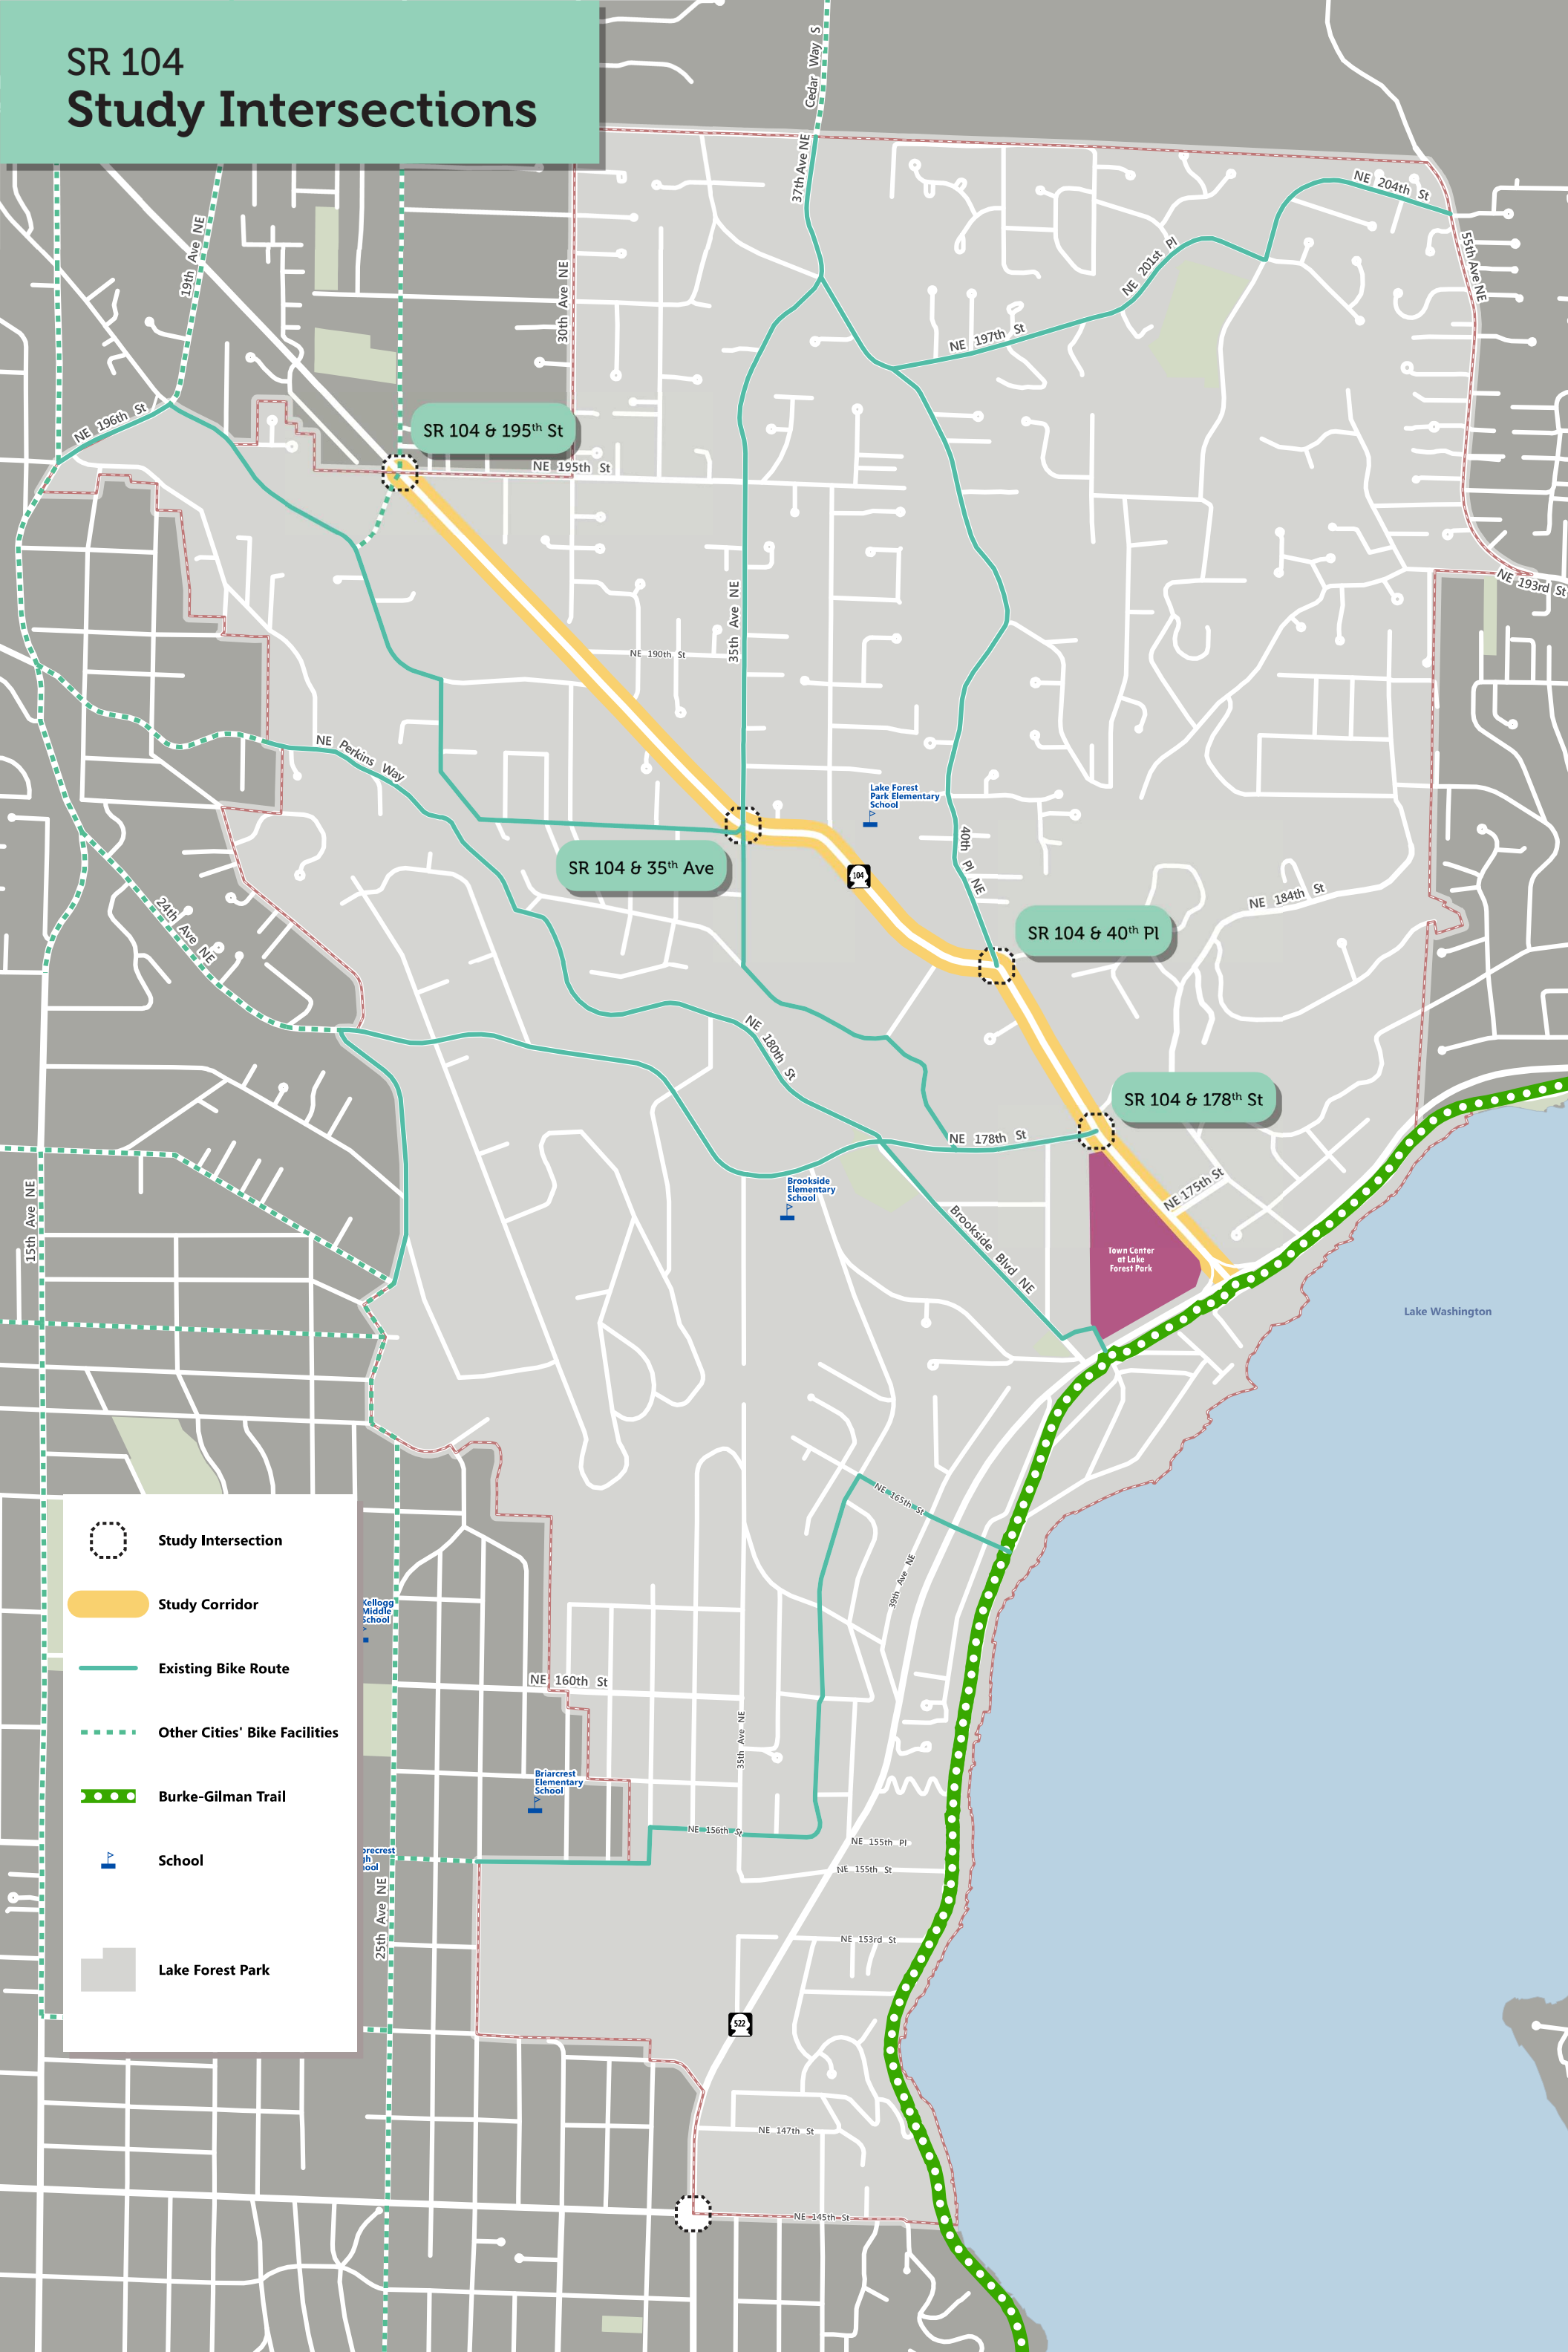 SR 104
Study Intersections
Cedar Way S
37th Ave NE
19th Ave NE
30th Ave NE
NE 204th St
NE 201st Pl
55th Ave NE
NE 197th St
NE 196th St
SR 104 & 195th St
NE 195th St
NE 193rd St
35th Ave NE
NE 190th St
NE Perkins Way
Lake Forest
Park Elementary
School
SR 104 & 35th Ave
104
40th Pl NE
NE 184th St
24th Ave NE
SR 104 & 40th Pl
NE 180th St
SR 104 & 178th St
NE 178th St
NE 175th St
15th Ave NE
Brookside
Elementary
School
Brookside Blvd NE
Town Center
at Lake
Forest Park
Lake Washington
NE 165th St
39th Ave NE
Study Intersection
Study Corridor
Existing Bike Route
Other Cities' Bike Facilities
Burke-Gilman Trail
School
Lake Forest Park
Kellogg
Middle
School
NE 160th St
35th Ave NE
Briarcrest
Elementary
School
NE 156th St
NE 155th Pl
NE 155th St
orecrest
gh
ool
25th Ave NE
NE 153rd St
522
NE 147th St
NE 145th St